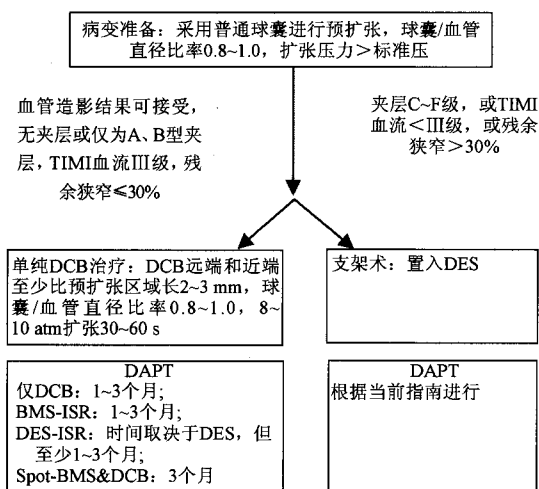 病变准备：采用普通球囊进行预扩张，球囊/血管
直径比率0.8~1.0，扩张压力＞标准压
血管造影结果可接受，
无夹层或仅为A、B型夹
层，TIMI血流Ⅲ级，残
余狭窄≤30%
夹层C~F级，或TIMI
血流＜Ⅲ级，或残余
狭窄＞30%
单纯DCB治疗：DCB远端和近端
至少比预扩张区域长2~3 mm，球
囊/血管直径比率0.8~1.0，8~
10 atm扩张30~60 s
支架术：置入DES
DAPT
仅DCB：1~3个月;
BMS-ISR：1~3个月;
DES-ISR：时间取决于DES，但
至少1~3个月;
Spot-BMS&DCB：3个月
DAPT
根据当前指南进行